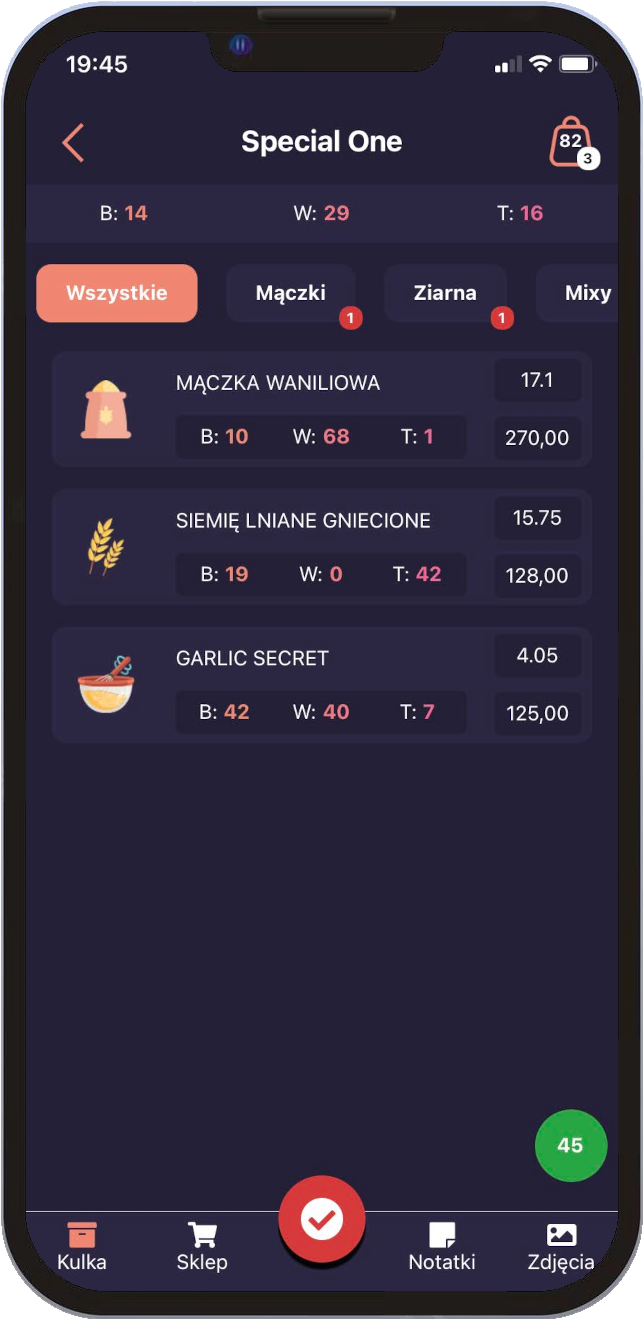 19:45
Special One
82
3
B: 14 W: 29 T: 16
Wszystkie Mączki 1 Ziarna 1 Mixy
MĄCZKA WANILIOWA 17.1
B: 10 W: 68 T: 1 270,00
SIEMIĘ LNIANE GNIECIONE 15.75
B: 19 W: 0 T: 42 128,00
GARLIC SECRET 4.05
B: 42 W: 40 T: 7 125,00
45
Kulka Sklep Notatki Zdjęcia